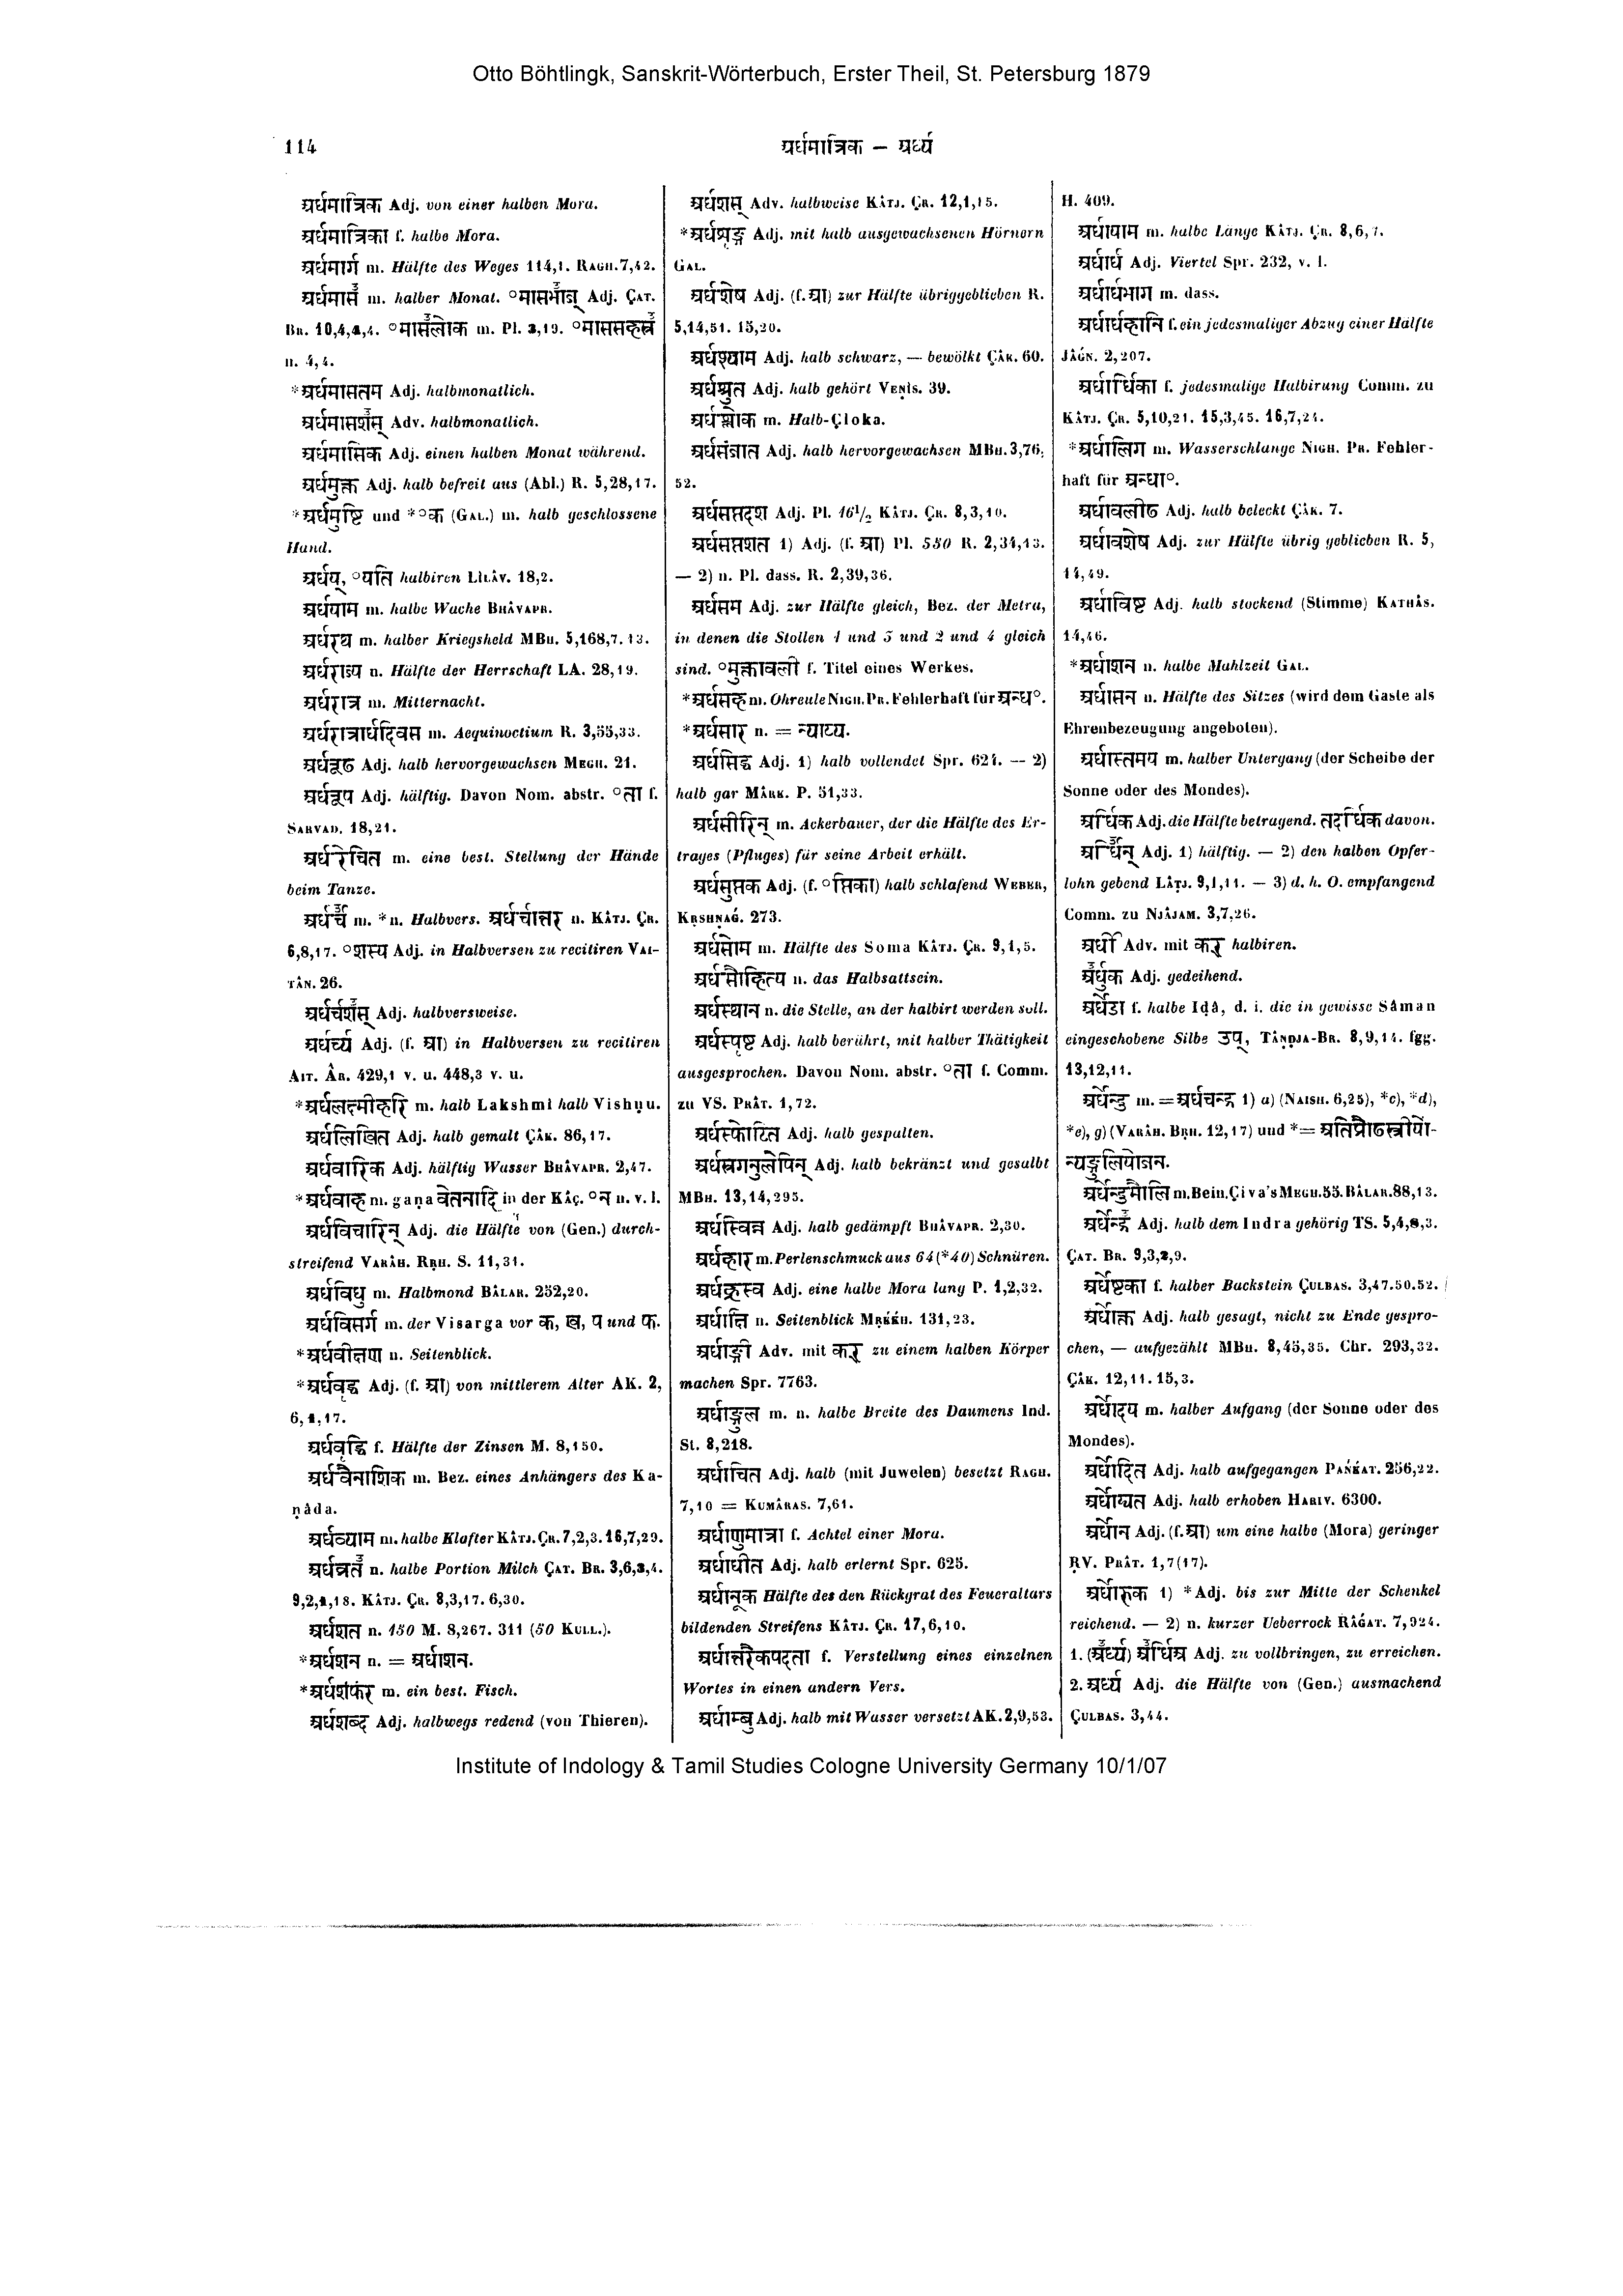 Otto Böhtlingk, Sanskrit-Wörterbuch, Erster Theil, St. Petersburg 1879
114
अर्धमात्रिक – अर्ध्य
अर्धमात्रिक Adj. von einer halben Mora.
अर्धमात्रिका f. halbe Mora.
अर्धमार्ग m. Hälfte des Weges 114,1. Ragh. 7,42.
अर्धमास m. halber Monat. °मासभाज् Adj. Çat.
Br. 10,4,2,4. °मासलोक m. Pl. 2,19. °माससहस्र
n. 4,4.
*अर्धमासतम Adj. halbmonatlich.
अर्धमासशस् Adv. halbmonatlich.
अर्धमासिक Adj. einen halben Monat während.
अर्धमुक्त Adj. halb befreit aus (Abl.) R. 5,28,17.
*अर्धमुष्टि und *°क (Gal.) m. halb geschlossene
Hand.
अर्धय्, °यति halbiren Lîlâv. 18,2.
अर्धयाम m. halbe Wache Bhâvapr.
अर्धरथ m. halber Kriegsheld MBh. 5,168,7. 13.
अर्धराज्य n. Hälfte der Herrschaft LA. 28,19.
अर्धरात्र m. Mitternacht.
अर्धरात्रार्धदिवस m. Aequinoctium R. 3,55,33.
अर्धरूढ Adj. halb hervorgewachsen Megh. 21.
अर्धरूप Adj. hälftig. Davon Nom. abstr. °ता f.
Sarvad. 18,21.
अर्धरेचित m. eine best. Stellung der Hände
beim Tanze.
अर्धर्च m. *n. Halbvers. अर्धर्चान्तर n. Kâtj. Çr.
6,8,17. °शस्य Adj. in Halbversen zu recitiren Vai-
tân. 26.
अर्धर्चशस् Adj. halbversweise.
अर्धर्च्य Adj. (f. आ) in Halbversen zu recitiren
Ait. Âr. 429,1 v. u. 448,3 v. u.
*अर्धलक्ष्मीहरि m. halb Lakshmî halb Vishṇu.
अर्धलिखित Adj. halb gemalt Çâk. 86,17.
अर्धवारिक Adj. hälftig Wasser Bhâvapr. 2,47.
*अर्धवाह m. gaṇa वेतनादि in der Kâç. °न n. v. l.
अर्धविचारिन् Adj. die Hälfte von (Gen.) durch-
streifend Varâh. Bṛh. S. 11,31.
अर्धविधु m. Halbmond Bâlar. 252,20.
अर्धविसर्ग m. der Visarga vor क, ख, प und फ.
*अर्धवीक्षण n. Seitenblick.
*अर्धवृद्ध Adj. (f. आ) von mittlerem Alter AK. 2,
6,1,17.
अर्धवृद्धि f. Hälfte der Zinsen M. 8,150.
अर्धवैनाशिक m. Bez. eines Anhängers des Ka-
ṇâda.
अर्धव्याम m. halbe Klafter Kâtj. Çr. 7,2,3. 16,7,29.
अर्धव्रत n. halbe Portion Milch Çat. Br. 3,6,3,4.
9,2,1,18. Kâtj. Çr. 8,3,17. 6,30.
अर्धशत n. 150 M. 8,267. 311 (50 Kull.).
*अर्धशन n. = अर्धाशन.
*अर्धशफर m. ein best. Fisch.
अर्धशब्द Adj. halbwegs redend (von Thieren).
अर्धशस् Adv. halbweise Kâtj. Çr. 12,1,15.
*अर्धशृङ्ग Adj. mit halb ausgewachsenen Hörnern
Gal.
अर्धशेष Adj. (f. आ) zur Hälfte übriggeblieben R.
5,14,51. 15,20.
अर्धश्याम Adj. halb schwarz, — bewölkt Çâk. 60.
अर्धश्रुत Adj. halb gehört Veṇîs. 39.
अर्धश्लोक m. Halb-Çloka.
अर्धसंजात Adj. halb hervorgewachsen MBh. 3,76,
52.
अर्धसप्तदश Adj. Pl. 16½ Kâtj. Çr. 8,3,10.
अर्धसप्तशत 1) Adj. (f. आ) Pl. 550 R. 2,34,13.
— 2) n. Pl. dass. R. 2,39,36.
अर्धसम Adj. zur Hälfte gleich, Bez. der Metra,
in denen die Stollen 1 und 3 und 2 und 4 gleich
sind. °मुक्तावली f. Titel eines Werkes.
*अर्धसह m. Ohreule Nigh. Pr. Fehlerhaft für अन्ध°.
*अर्धसार n. = न्याय्य.
अर्धसिद्ध Adj. 1) halb vollendet Spr. 624. — 2)
halb gar Mârk. P. 51,33.
अर्धसीरिन् m. Ackerbauer, der die Hälfte des Er-
trages (Pfluges) für seine Arbeit erhält.
अर्धसुप्तक Adj. (f. °प्तिका) halb schlafend Weber,
Kṛshṇaǵ. 273.
अर्धसोम m. Hälfte des Soma Kâtj. Çr. 9,1,5.
अर्धसौहित्य n. das Halbsattsein.
अर्धस्थान n. die Stelle, an der halbirt werden soll.
अर्धस्पृष्ट Adj. halb berührt, mit halber Thätigkeit
ausgesprochen. Davon Nom. abstr. °ता f. Comm.
zu VS. Prât. 1,72.
अर्धस्फोटित Adj. halb gespalten.
अर्धस्रगनुलेपिन् Adj. halb bekränzt und gesalbt
MBh. 13,14,295.
अर्धस्विन्न Adj. halb gedämpft Bhâvapr. 2,30.
अर्धहार m. Perlenschmuck aus 64 (*40) Schnüren.
अर्धह्रस्व Adj. eine halbe Mora lang P. 1,2,32.
अर्धाक्षि n. Seitenblick Mṛḱḱh. 131,23.
अर्धाङ्गी Adv. mit कर् zu einem halben Körper
machen Spr. 7763.
अर्धाङ्गुल m. n. halbe Breite des Daumens Ind.
St. 8,218.
अर्धाचित Adj. halb (mit Juwelen) besetzt Ragh.
7,10 = Kumâras. 7,61.
अर्धाणुमात्रा f. Achtel einer Mora.
अर्धाधीत Adj. halb erlernt Spr. 625.
अर्धानूक Hälfte des den Rückgrat des Feueraltars
bildenden Streifens Kâtj. Çr. 17,6,10.
अर्धान्तरैकपदता f. Verstellung eines einzelnen
Wortes in einen andern Vers.
अर्धाम्बु Adj. halb mit Wasser versetzt AK. 2,9,53.
H. 409.
अर्धायाम m. halbe Länge Kâtj. Çr. 8,6,7.
अर्धार्ध Adj. Viertel Spr. 232, v. l.
अर्धार्धभाग m. dass.
अर्धार्धहानि f. ein jedesmaliger Abzug einer Hälfte
Jâǵń. 2,207.
अर्धार्धिका f. jedesmalige Halbirung Comm. zu
Kâtj. Çr. 5,10,21. 15,3,45. 16,7,24.
*अर्धालिग m. Wasserschlange Nigh. Pr. Fehler-
haft für अन्धा°.
अर्धावलीढ Adj. halb beleckt Çâk. 7.
अर्धावशेष Adj. zur Hälfte übrig geblieben R. 5,
14,49.
अर्धाविष्ट Adj. halb stockend (Stimme) Kathâs.
14,46.
*अर्धाशन n. halbe Mahlzeit Gal.
अर्धासन n. Hälfte des Sitzes (wird dem Gaste als
Ehrenbezeugung angeboten).
अर्धास्तमय m. halber Untergang (der Scheibe der
Sonne oder des Mondes).
अर्धिक Adj. die Hälfte betragend. तदर्धिक davon.
अर्धिन् Adj. 1) hälftig. — 2) den halben Opfer-
lohn gebend Lâṭj. 9,1,11. — 3) d. h. O. empfangend
Comm. zu Njâjam. 3,7,26.
अर्धी Adv. mit कर् halbiren.
अर्धुक Adj. gedeihend.
अर्धेडा f. halbe Iḍâ, d. i. die in gewisse Sâman
eingeschobene Silbe उप्, Tâṇḍja-Br. 8,9,14. fgg.
13,12,11.
अर्धेन्दु m. = अर्धचन्द्र 1) a) (Naish. 6,25), *c), *d),
*e), g) (Varâh. Bṛh. 12,17) und *= अतिप्रौढस्त्रीयो-
न्यङ्गुलियोजन.
अर्धेन्दुमौलि m. Bein. Çiva's Megh. 55. Bâlar. 88,13.
अर्धेन्द्र Adj. halb dem Indra gehörig TS. 5,4,8,3.
Çat. Br. 9,3,2,9.
अर्धेष्टका f. halber Backstein Çulbas. 3,47.50.52.
अर्धोक्त Adj. halb gesagt, nicht zu Ende gespro-
chen, — aufgezählt MBh. 8,45,35. Chr. 293,32.
Çâk. 12,11. 15,3.
अर्धोदय m. halber Aufgang (der Sonne oder des
Mondes).
अर्धोदित Adj. halb aufgegangen Pańḱat. 256,22.
अर्धोद्यत Adj. halb erhoben Hariv. 6300.
अर्धोन Adj. (f. आ) um eine halbe (Mora) geringer
RV. Prât. 1,7(17).
अर्धोरुक 1) *Adj. bis zur Mitte der Schenkel
reichend. — 2) n. kurzer Ueberrock Râǵat. 7,924.
1. (अर्ध्य) अर्धिअ Adj. zu vollbringen, zu erreichen.
2. अर्ध्य Adj. die Hälfte von (Gen.) ausmachend
Çulbas. 3,44.
Institute of Indology & Tamil Studies Cologne University Germany 10/1/07